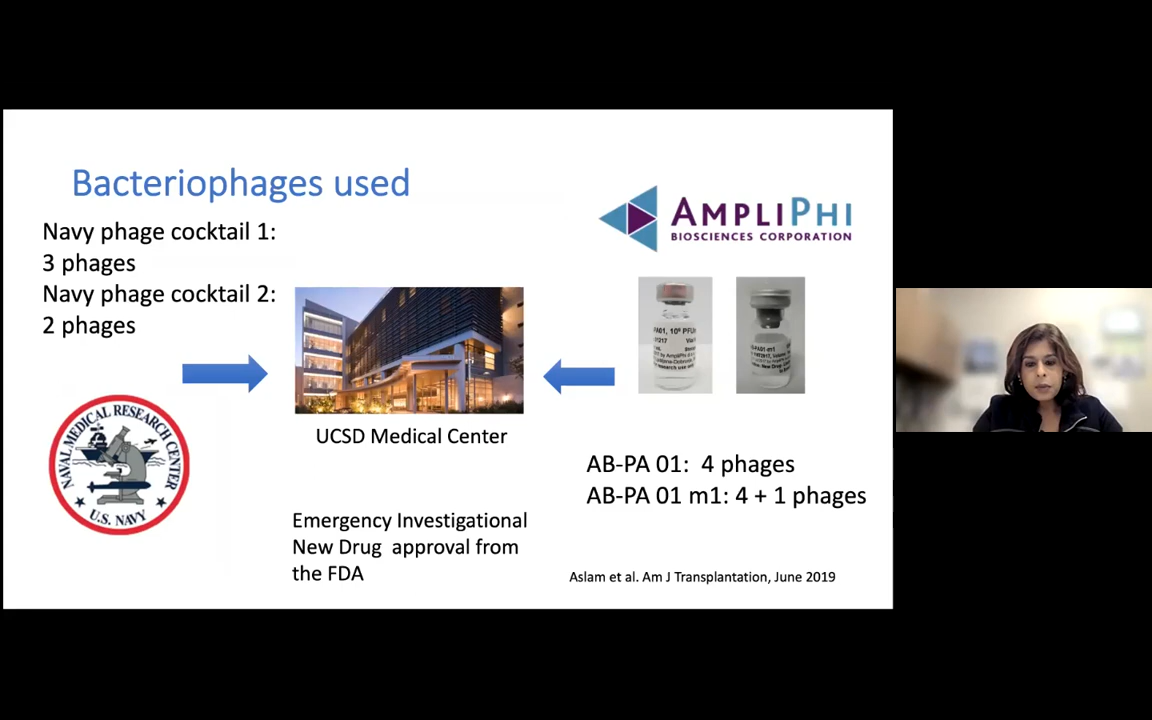 Bacteriophages used
Navy phage cocktail 1:
3 phages
Navy phage cocktail 2:
2 phages
NAVAL MEDICAL RESEARCH CENTER
U.S. NAVY
UCSD Medical Center
Emergency Investigational
New Drug approval from
the FDA
AMPLIPHI
BIOSCIENCES CORPORATION
AB-PA 01: 4 phages
AB-PA 01 m1: 4 + 1 phages
Aslam et al. Am J Transplantation, June 2019